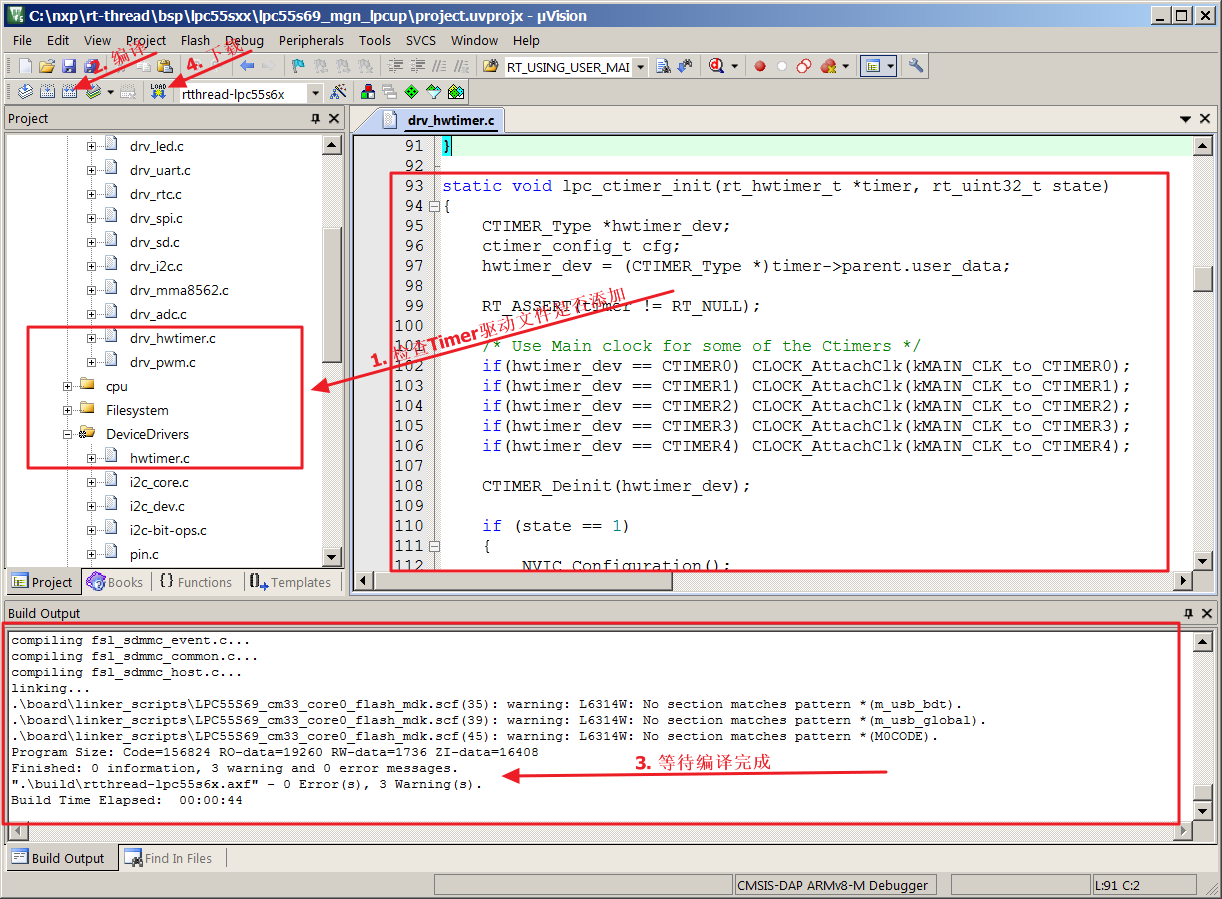 C:\nxp\rt-thread\bsp\lpc55sxx\lpc55s69_mgn_lpcup\project.uvprojx - µVision
File Edit View Project Flash Debug Peripherals Tools SVCS Window Help
编译
4. 下载
RT_USING_USER_MAI
LOAD
rtthread-lpc55s6x
Project
drv_led.c
drv_uart.c
drv_rtc.c
drv_spi.c
drv_sd.c
drv_i2c.c
drv_mma8562.c
drv_adc.c
drv_hwtimer.c
drv_pwm.c
cpu
Filesystem
DeviceDrivers
hwtimer.c
i2c_core.c
i2c_dev.c
i2c-bit-ops.c
pin.c
Project Books Functions Templates
drv_hwtimer.c
91 }
92
93 static void lpc_ctimer_init(rt_hwtimer_t *timer, rt_uint32_t state)
94 {
95 CTIMER_Type *hwtimer_dev;
96 ctimer_config_t cfg;
97 hwtimer_dev = (CTIMER_Type *)timer->parent.user_data;
98
99 RT_ASSERT(timer != RT_NULL);
100
1. 检查Timer驱动文件是否添加
101 /* Use Main clock for some of the Ctimers */
102 if(hwtimer_dev == CTIMER0) CLOCK_AttachClk(kMAIN_CLK_to_CTIMER0);
103 if(hwtimer_dev == CTIMER1) CLOCK_AttachClk(kMAIN_CLK_to_CTIMER1);
104 if(hwtimer_dev == CTIMER2) CLOCK_AttachClk(kMAIN_CLK_to_CTIMER2);
105 if(hwtimer_dev == CTIMER3) CLOCK_AttachClk(kMAIN_CLK_to_CTIMER3);
106 if(hwtimer_dev == CTIMER4) CLOCK_AttachClk(kMAIN_CLK_to_CTIMER4);
107
108 CTIMER_Deinit(hwtimer_dev);
109
110 if (state == 1)
111 {
112 NVIC_Configuration();
Build Output
compiling fsl_sdmmc_event.c...
compiling fsl_sdmmc_common.c...
compiling fsl_sdmmc_host.c...
linking...
.\board\linker_scripts\LPC55S69_cm33_core0_flash_mdk.scf(35): warning: L6314W: No section matches pattern *(m_usb_bdt).
.\board\linker_scripts\LPC55S69_cm33_core0_flash_mdk.scf(39): warning: L6314W: No section matches pattern *(m_usb_global).
.\board\linker_scripts\LPC55S69_cm33_core0_flash_mdk.scf(45): warning: L6314W: No section matches pattern *(M0CODE).
Program Size: Code=156824 RO-data=19260 RW-data=1736 ZI-data=16408
Finished: 0 information, 3 warning and 0 error messages.
".\build\rtthread-lpc55s6x.axf" - 0 Error(s), 3 Warning(s).
Build Time Elapsed: 00:00:44
3. 等待编译完成
Build Output Find In Files
CMSIS-DAP ARMv8-M Debugger
L:91 C:2